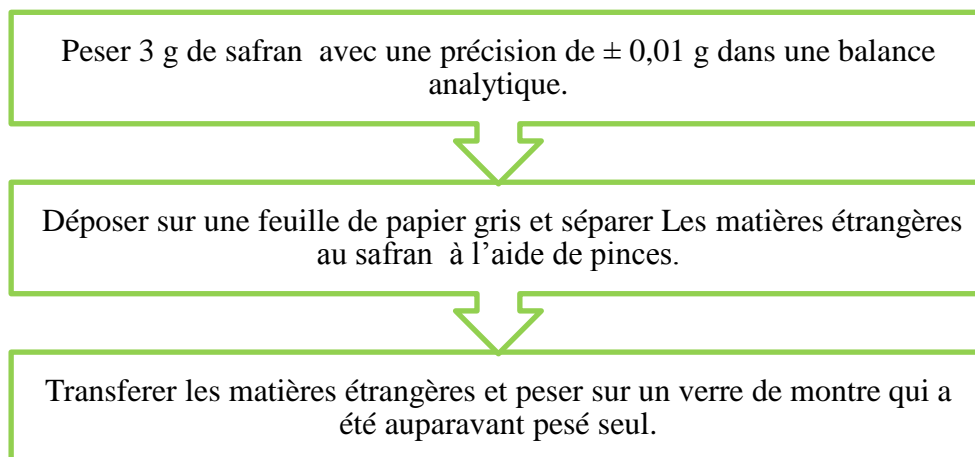 Peser 3 g de safran  avec une précision de ± 0,01 g dans une balance
analytique.
Déposer sur une feuille de papier gris et séparer Les matières étrangères
au safran  à l’aide de pinces.
Transferer les matières étrangères et peser sur un verre de montre qui a
été auparavant pesé seul.